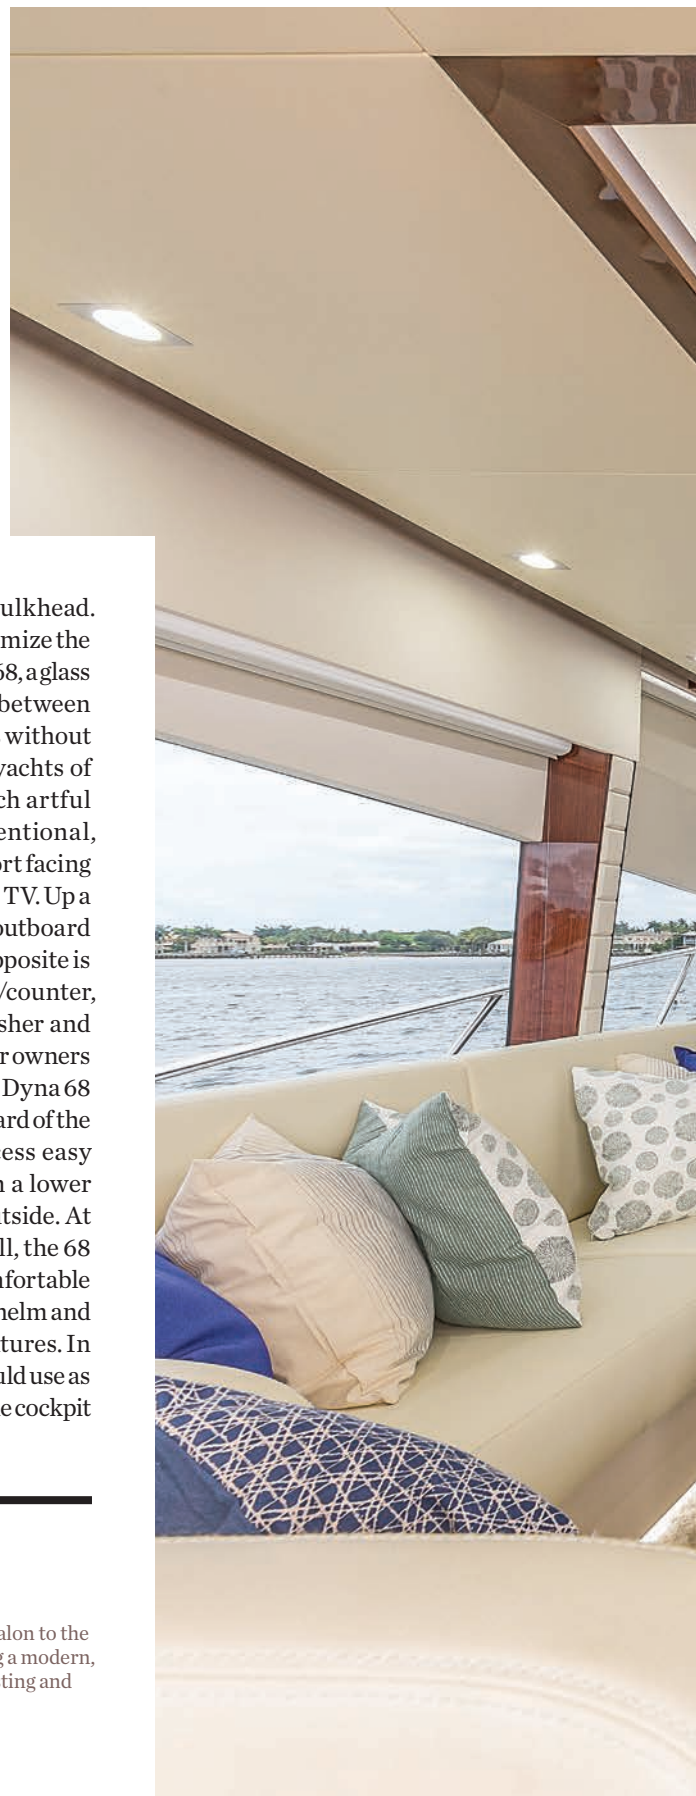 ulkhead.
mize the
68, a glass
between
without
yachts of
ch artful
entional,
ort facing
TV. Up a
outboard
pposite is
/counter,
sher and
r owners
Dyna 68
ard of the
cess easy
n a lower
tside. At
ll, the 68
nfortable
helm and
tures. In
uld use as
e cockpit
alon to the
g a modern,
ting and